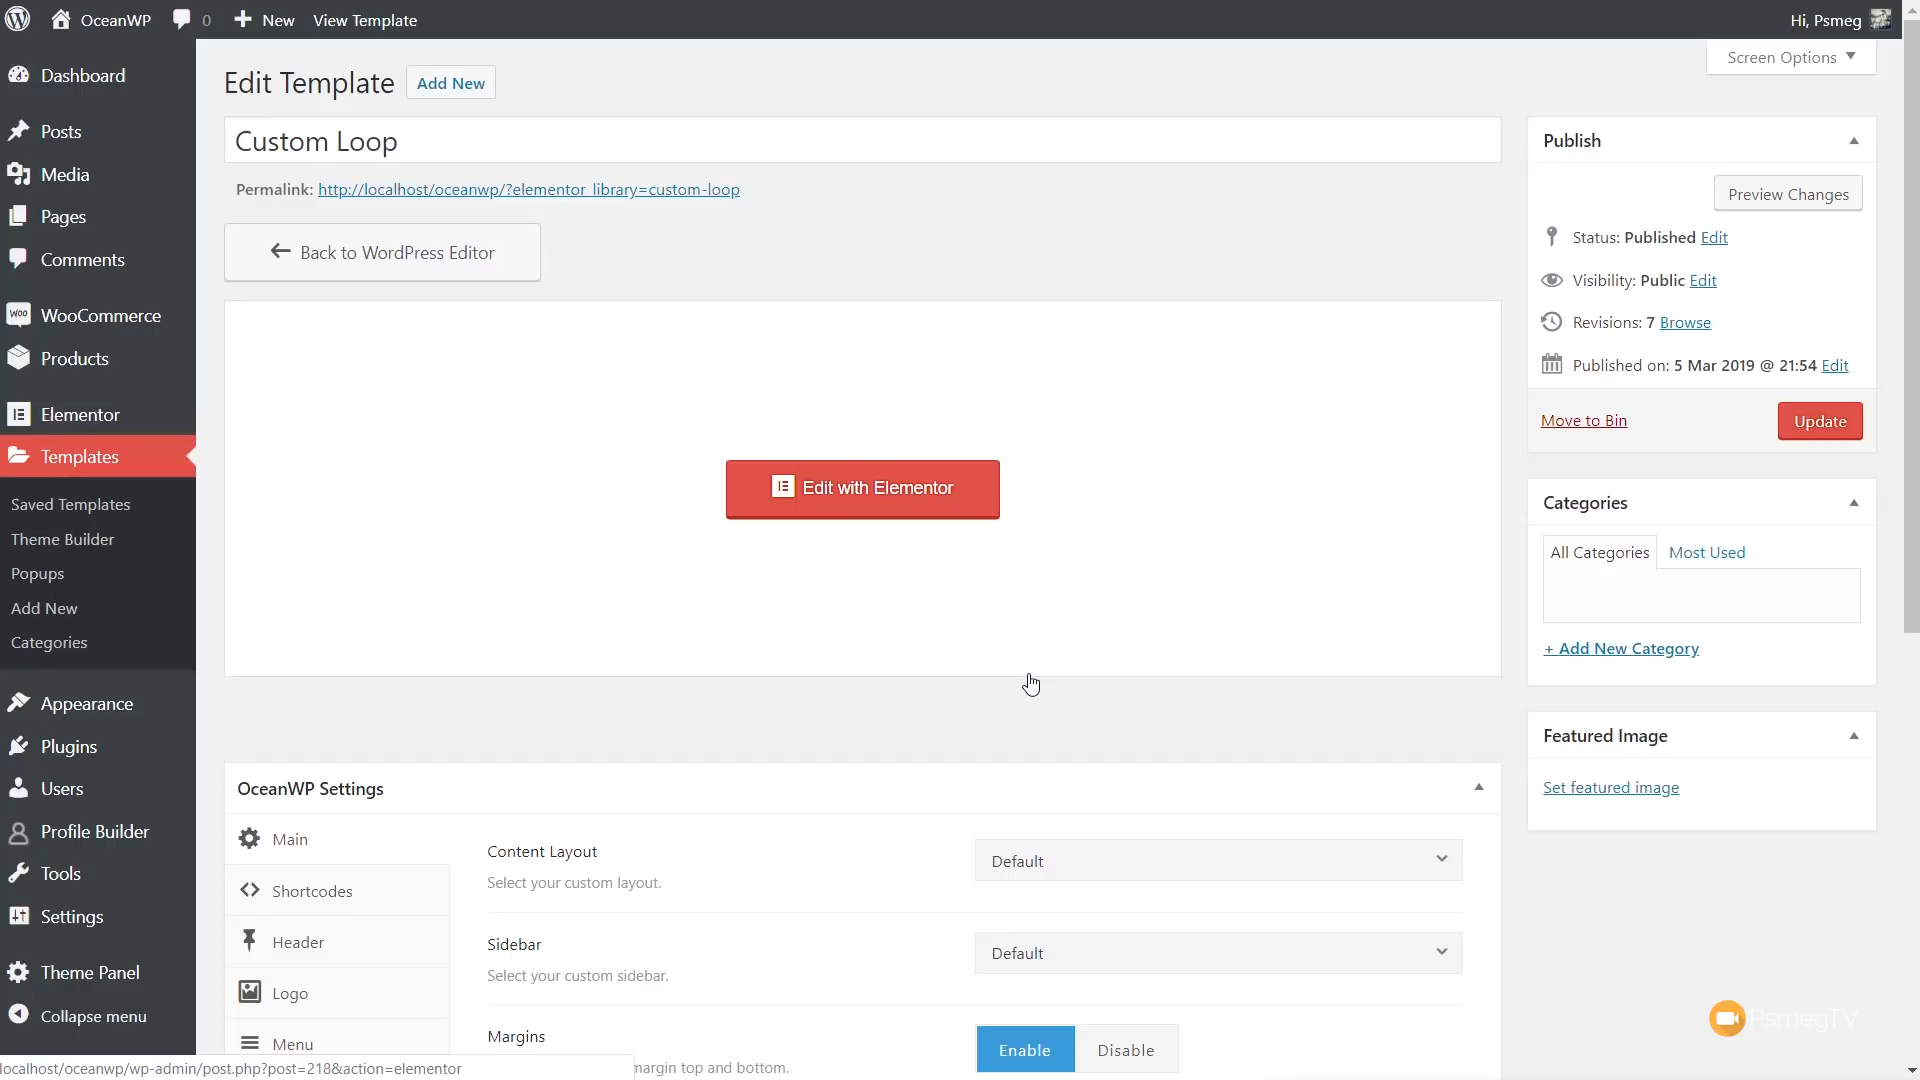 OceanWP
0
New
View Template
Hi, Psmeg
Screen Options
Dashboard
Posts
Media
Pages
Comments
WooCommerce
Products
Elementor
Templates
Saved Templates
Theme Builder
Popups
Add New
Categories
Appearance
Plugins
Users
Profile Builder
Tools
Settings
Theme Panel
Collapse menu
Edit Template
Add New
Custom Loop
Permalink: http://localhost/oceanwp/?elementor_library=custom-loop
Back to WordPress Editor
Edit with Elementor
OceanWP Settings
Main
Shortcodes
Header
Logo
Menu
Content Layout
Select your custom layout.
Default
Sidebar
Select your custom sidebar.
Default
Margins
margin top and bottom.
Enable
Disable
Publish
Preview Changes
Status: Published Edit
Visibility: Public Edit
Revisions: 7 Browse
Published on: 5 Mar 2019 @ 21:54 Edit
Move to Bin
Update
Categories
All Categories
Most Used
+ Add New Category
Featured Image
Set featured image
PsmegTV
localhost/oceanwp/wp-admin/post.php?post=218&action=elementor